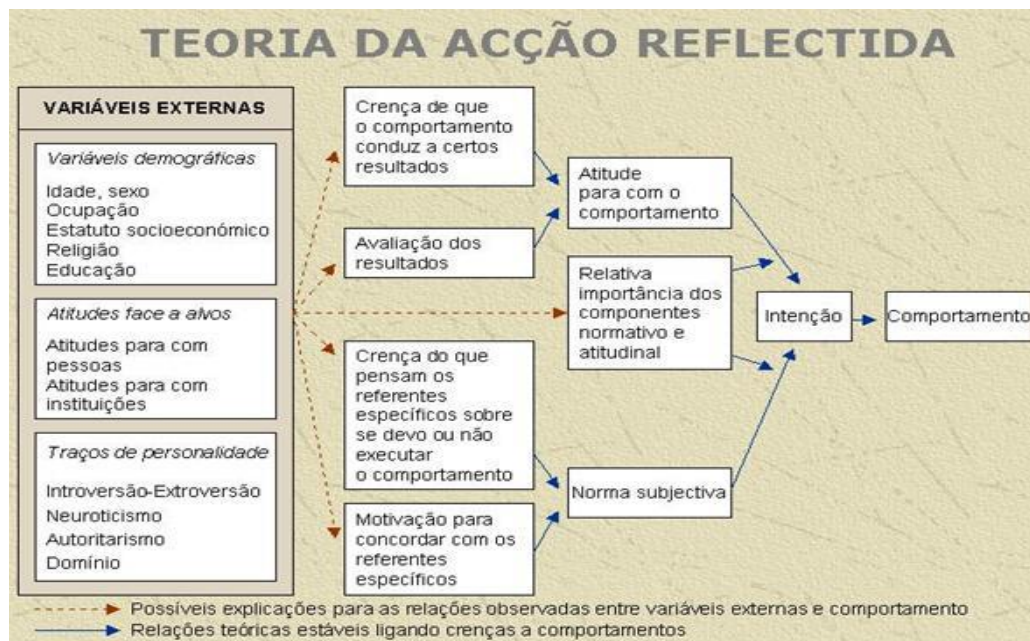 TEORIA DA ACÇÃO REFLECTIDA
VARIÁVEIS EXTERNAS
Variáveis demográficas
Idade, sexo
Ocupação
Estatuto socioeconómico
Religião
Educação
Atitudes face a alvos
Atitudes para com
pessoas
Atitudes para com
instituições
Traços de personalidade
Introversão-Extroversão
Neuroticismo
Autoritarismo
Domínio
Crença de que
o comportamento
conduz a certos
resultados
Avaliação dos
resultados
Crença do que
pensam os
referentes
específicos sobre
se devo ou não
executar
o comportamento
Motivação para
concordar com os
referentes
específicos
Atitude
para com o
comportamento
Relativa
importância dos
componentes
normativo e
atitudinal
Norma subjectiva
Intenção
Comportamento
Possíveis explicações para as relações observadas entre variáveis externas e comportamento
Relações teóricas estáveis ligando crenças a comportamentos